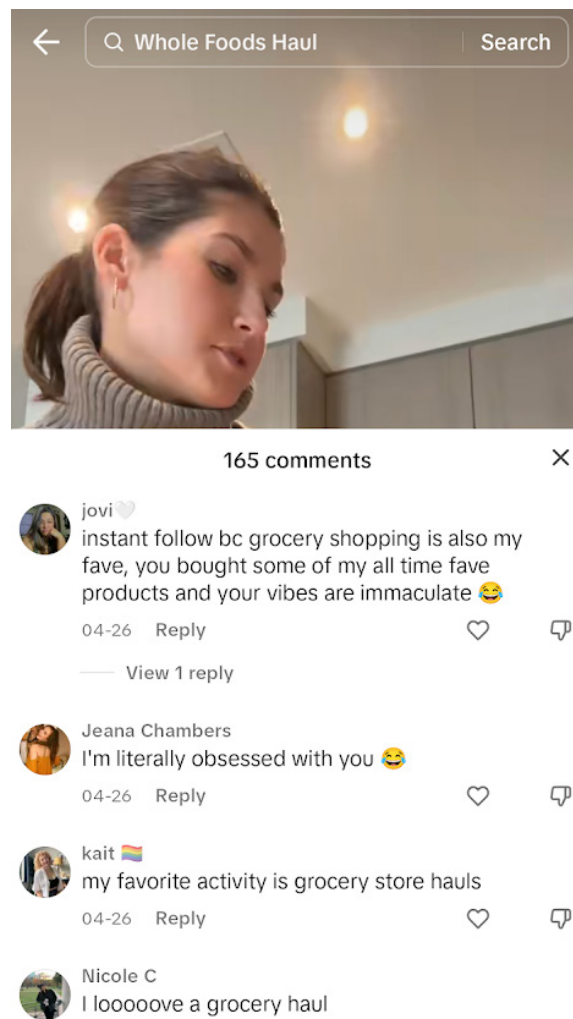 Whole Foods Haul Search
165 comments
jovi🤍
instant follow bc grocery shopping is also my
fave, you bought some of my all time fave
products and your vibes are immaculate 😂
04-26 Reply
View 1 reply
Jeana Chambers
I'm literally obsessed with you 😂
04-26 Reply
kait 🏳️‍🌈
my favorite activity is grocery store hauls
04-26 Reply
Nicole C
I looooove a grocery haul